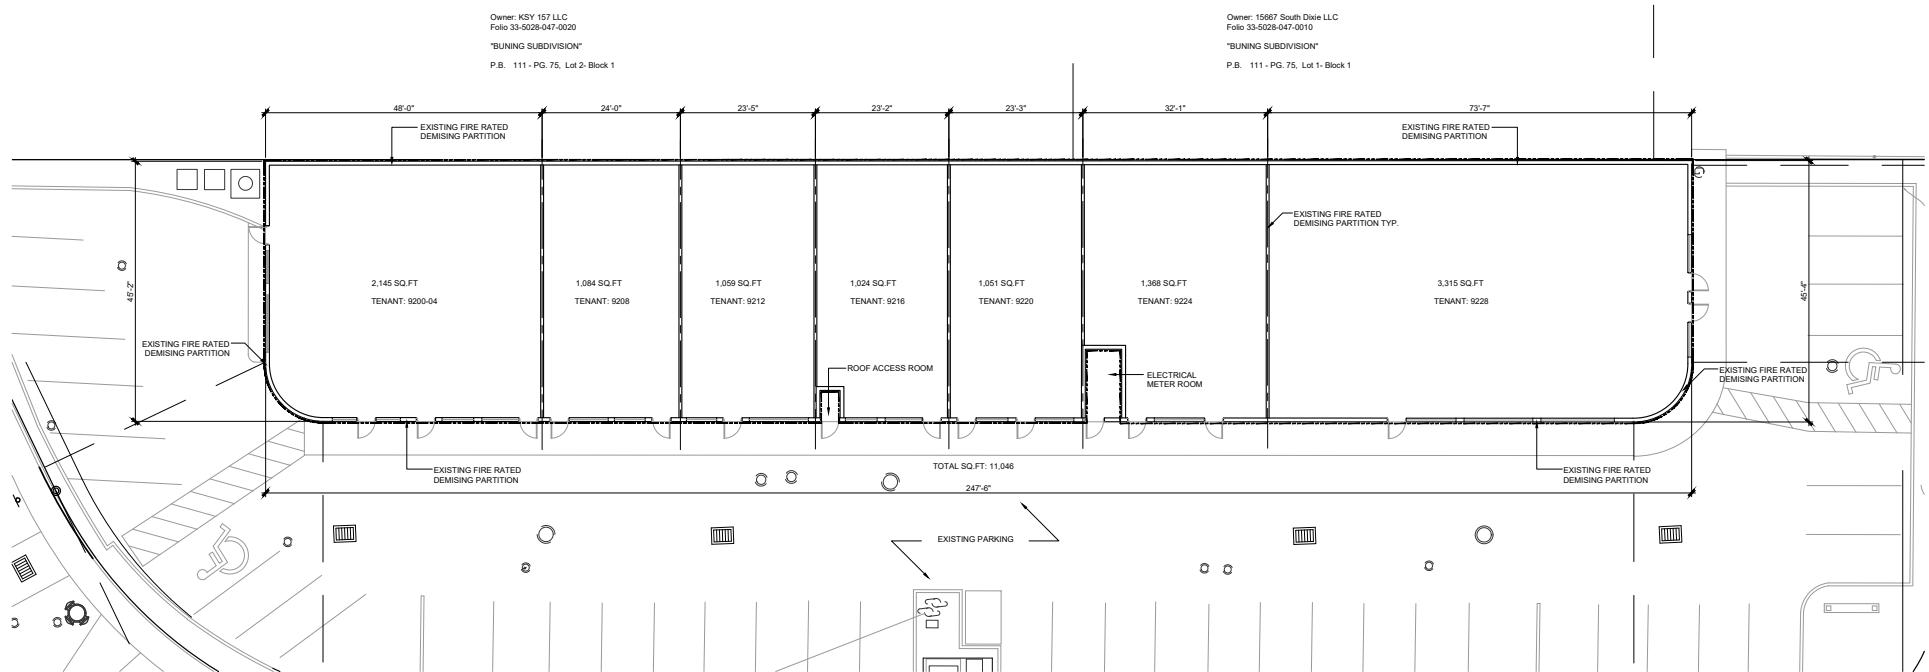 Owner: KSY 157 LLC
Folio 33-5028-047-0020
"BUNING SUBDIVISION"
P.B. 111 - PG. 75, Lot 2- Block 1
Owner: 15667 South Dixie LLC
Folio 33-5028-047-0010
"BUNING SUBDIVISION"
P.B. 111 - PG. 75, Lot 1- Block 1
48'-0"
24'-0"
23'-5"
23'-2"
23'-3"
32'-1"
73'-7"
EXISTING FIRE RATED
DEMISING PARTITION
EXISTING FIRE RATED
DEMISING PARTITION
EXISTING FIRE RATED
DEMISING PARTITION TYP.
45'-2"
2,145 SQ.FT
TENANT: 9200-04
1,084 SQ.FT
TENANT: 9208
1,059 SQ.FT
TENANT: 9212
1,024 SQ.FT
TENANT: 9216
1,051 SQ.FT
TENANT: 9220
1,368 SQ.FT
TENANT: 9224
3,315 SQ.FT
TENANT: 9228
45'-4"
EXISTING FIRE RATED
DEMISING PARTITION
ROOF ACCESS ROOM
ELECTRICAL
METER ROOM
EXISTING FIRE RATED
DEMISING PARTITION
EXISTING FIRE RATED
DEMISING PARTITION
TOTAL SQ.FT: 11,046
EXISTING FIRE RATED
DEMISING PARTITION
247'-6"
EXISTING PARKING